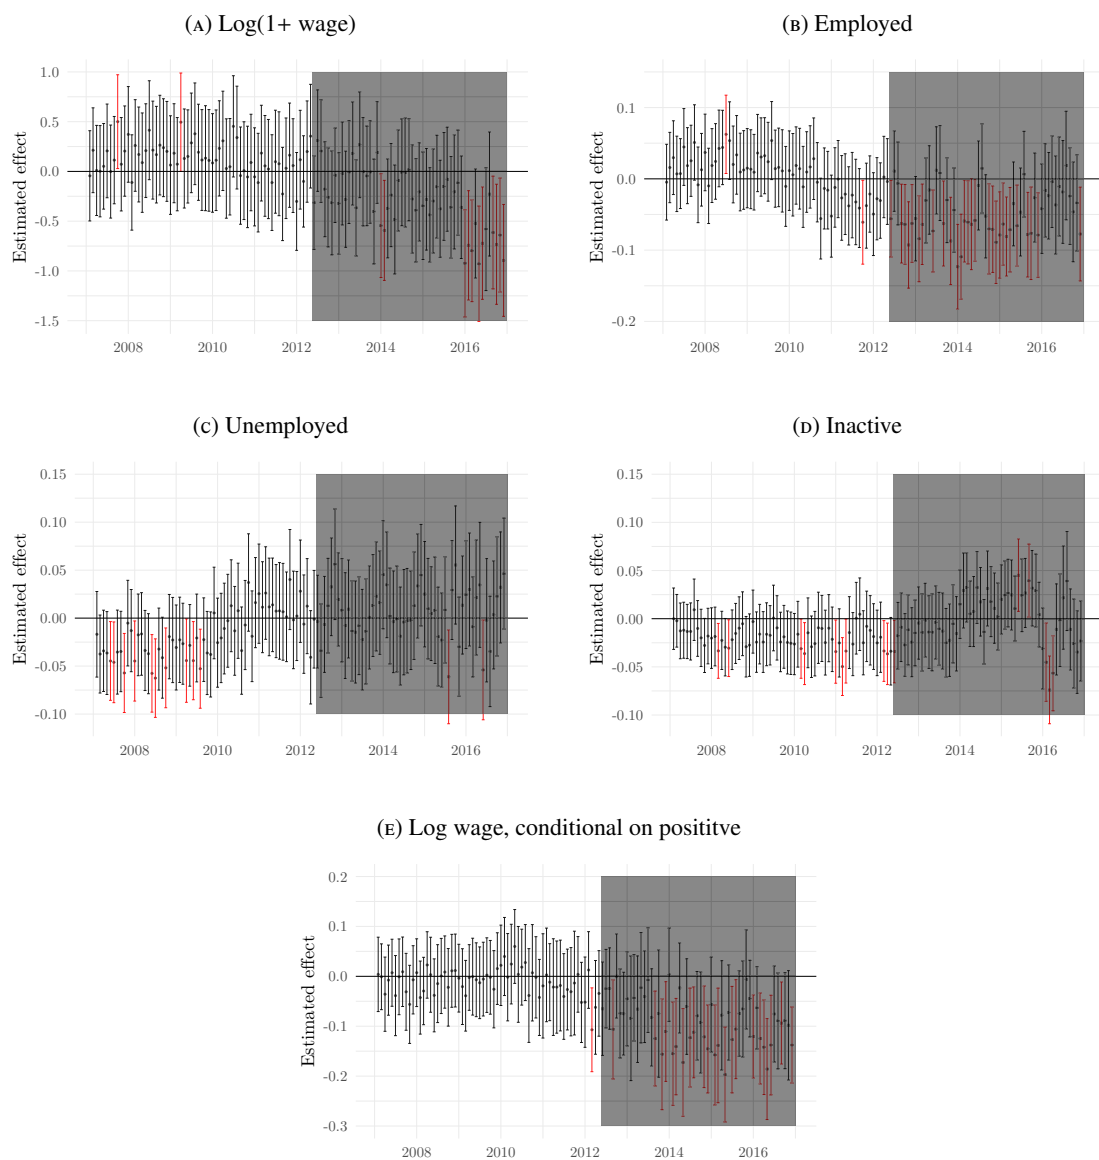 (A) Log(1+ wage)
(B) Employed
Estimated effect
1.0
0.5
0.0
-0.5
-1.0
-1.5
2008 2010 2012 2014 2016
Estimated effect
0.1
0.0
-0.1
-0.2
2008 2010 2012 2014 2016
(C) Unemployed
(D) Inactive
Estimated effect
0.15
0.10
0.05
0.00
-0.05
-0.10
2008 2010 2012 2014 2016
Estimated effect
0.15
0.10
0.05
0.00
-0.05
-0.10
2008 2010 2012 2014 2016
(E) Log wage, conditional on posititve
Estimated effect
0.2
0.1
0.0
-0.1
-0.2
-0.3
2008 2010 2012 2014 2016